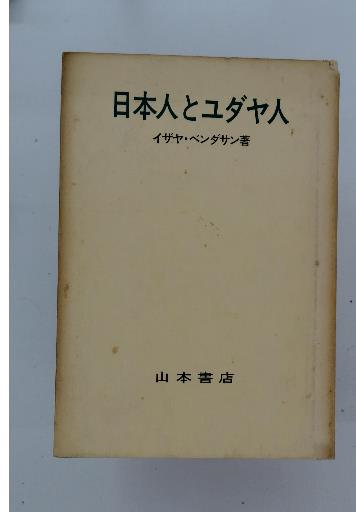 日本人とユダヤ人
イザヤ・ベンダサン著
山本書店